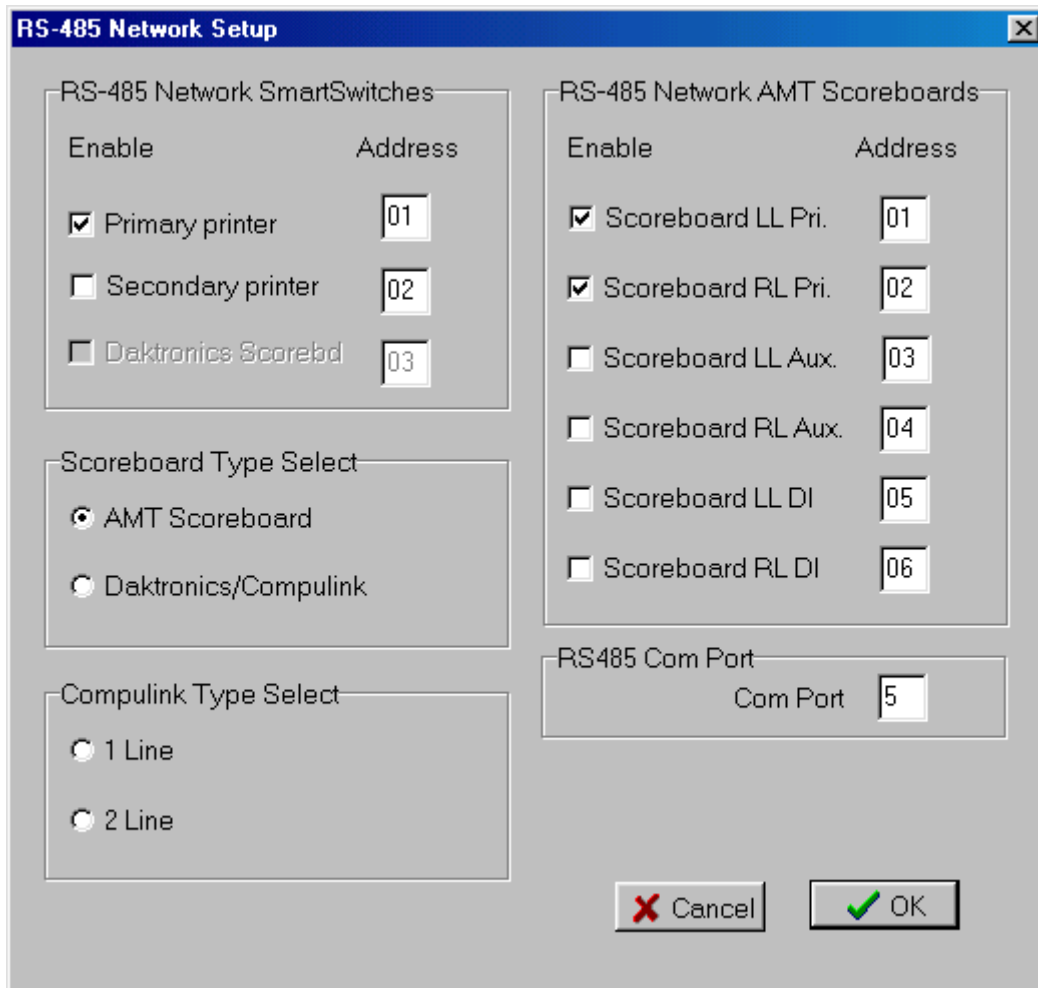 RS-485 Network Setup
RS-485 Network SmartSwitches
Enable Address
Primary printer 01
Secondary printer 02
Daktronics Scorebd 03
Scoreboard Type Select
AMT Scoreboard
Daktronics/Compulink
Compulink Type Select
1 Line
2 Line
RS-485 Network AMT Scoreboards
Enable Address
Scoreboard LL Pri. 01
Scoreboard RL Pri. 02
Scoreboard LL Aux. 03
Scoreboard RL Aux. 04
Scoreboard LL DI 05
Scoreboard RL DI 06
RS485 Com Port
Com Port 5
Cancel OK